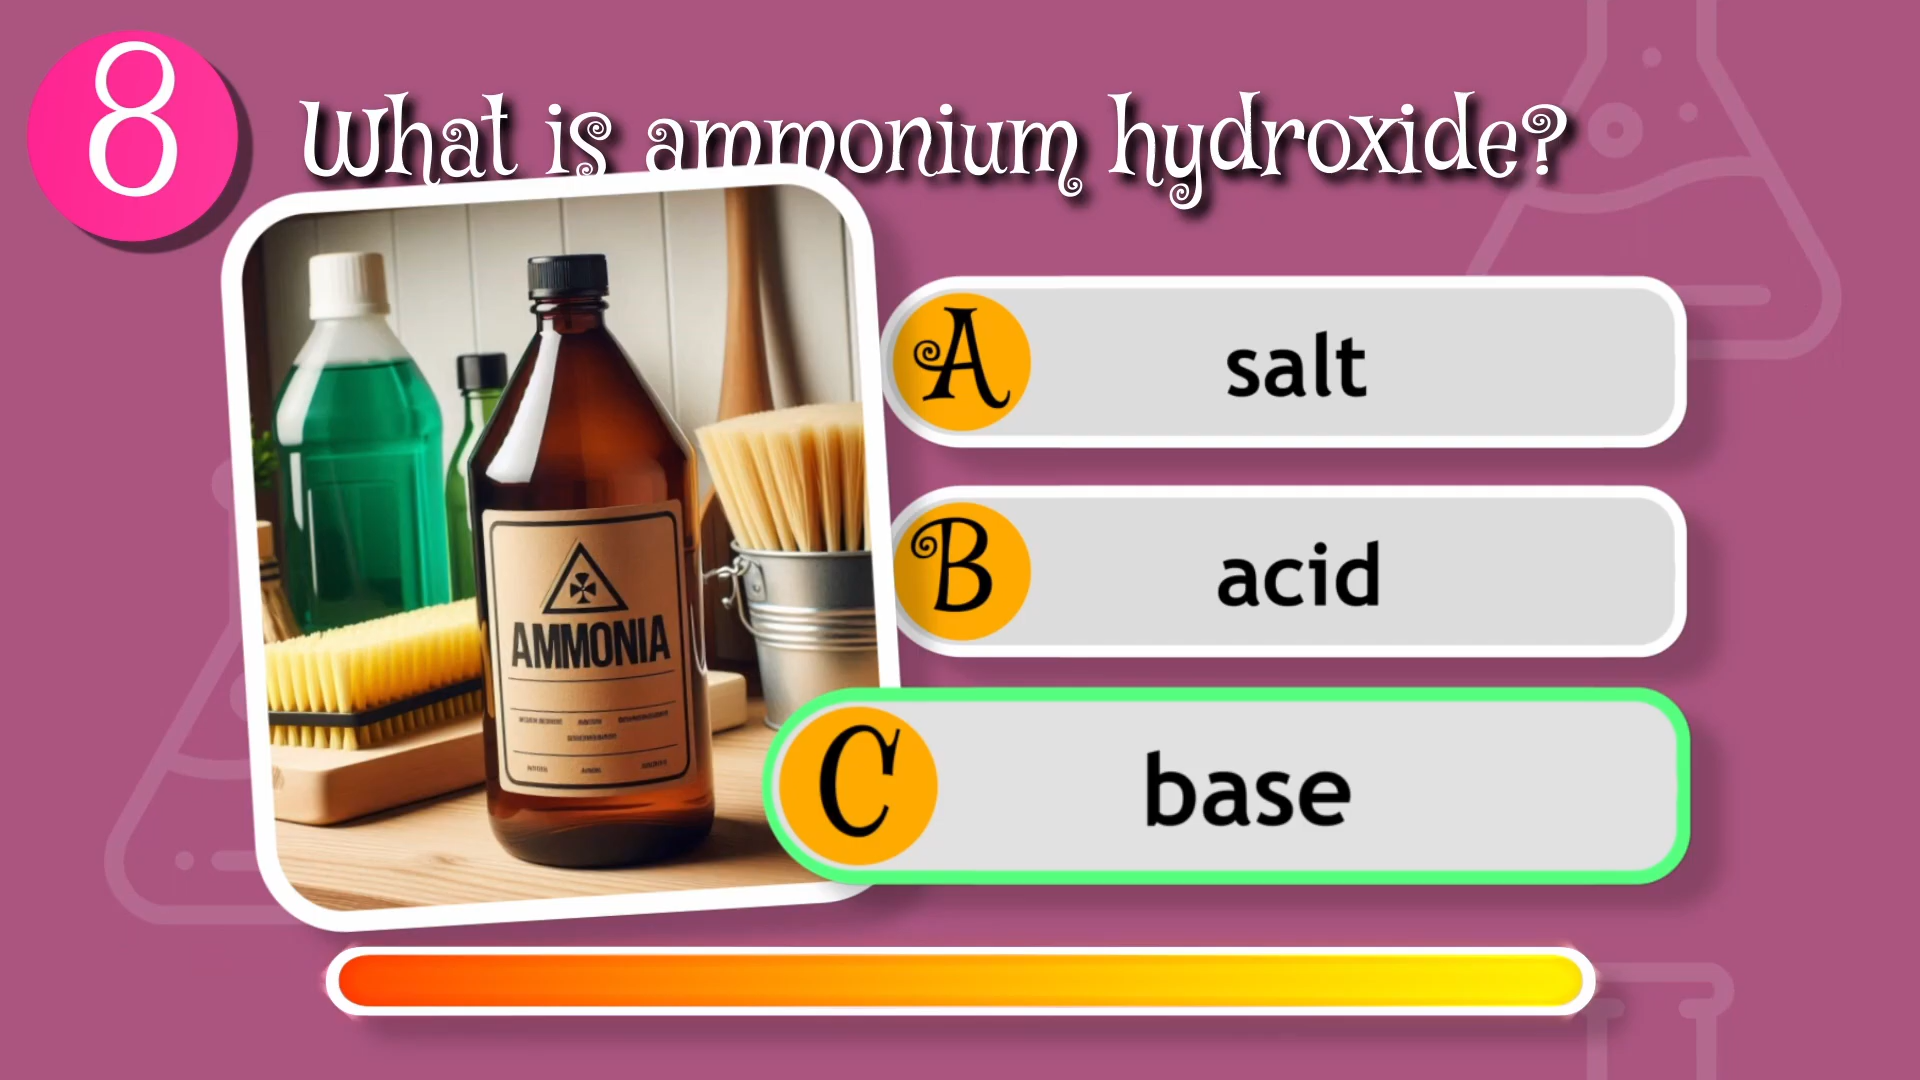 8
What is ammonium hydroxide?
A salt
B acid
AMMONIA
C base